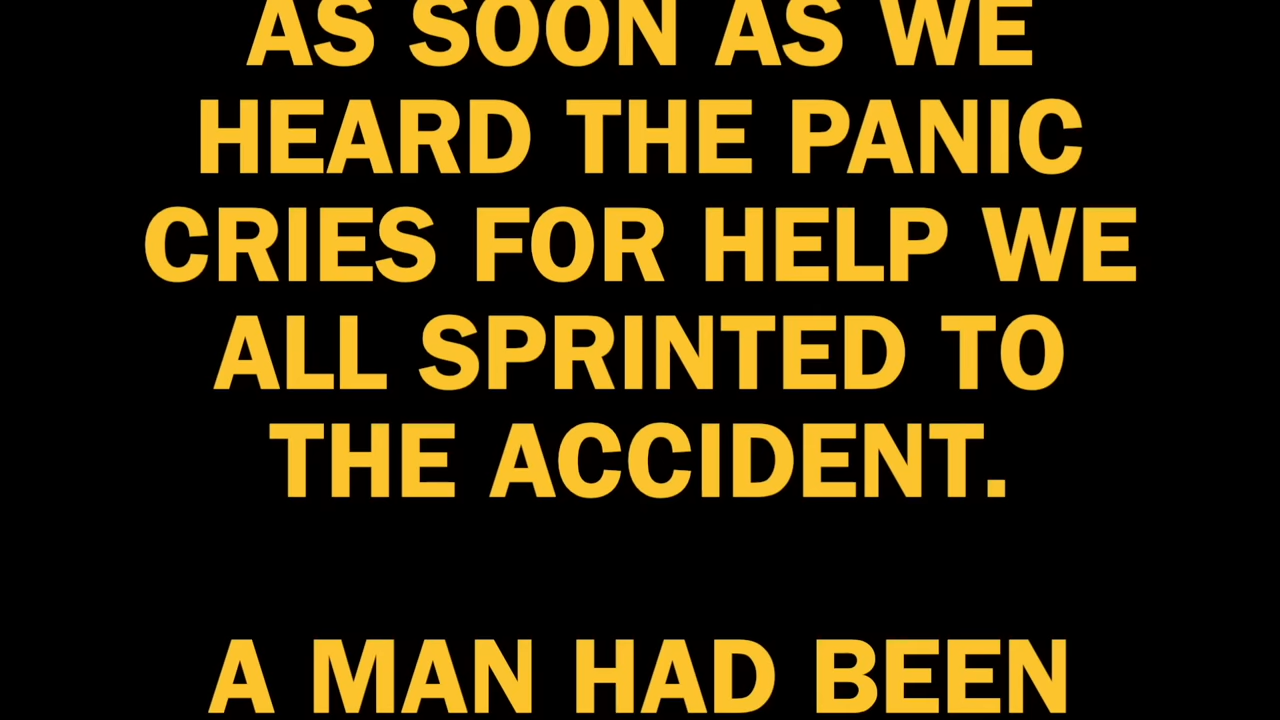 AS SOON AS WE
HEARD THE PANIC
CRIES FOR HELP WE
ALL SPRINTED TO
THE ACCIDENT.
A MAN HAD BEEN